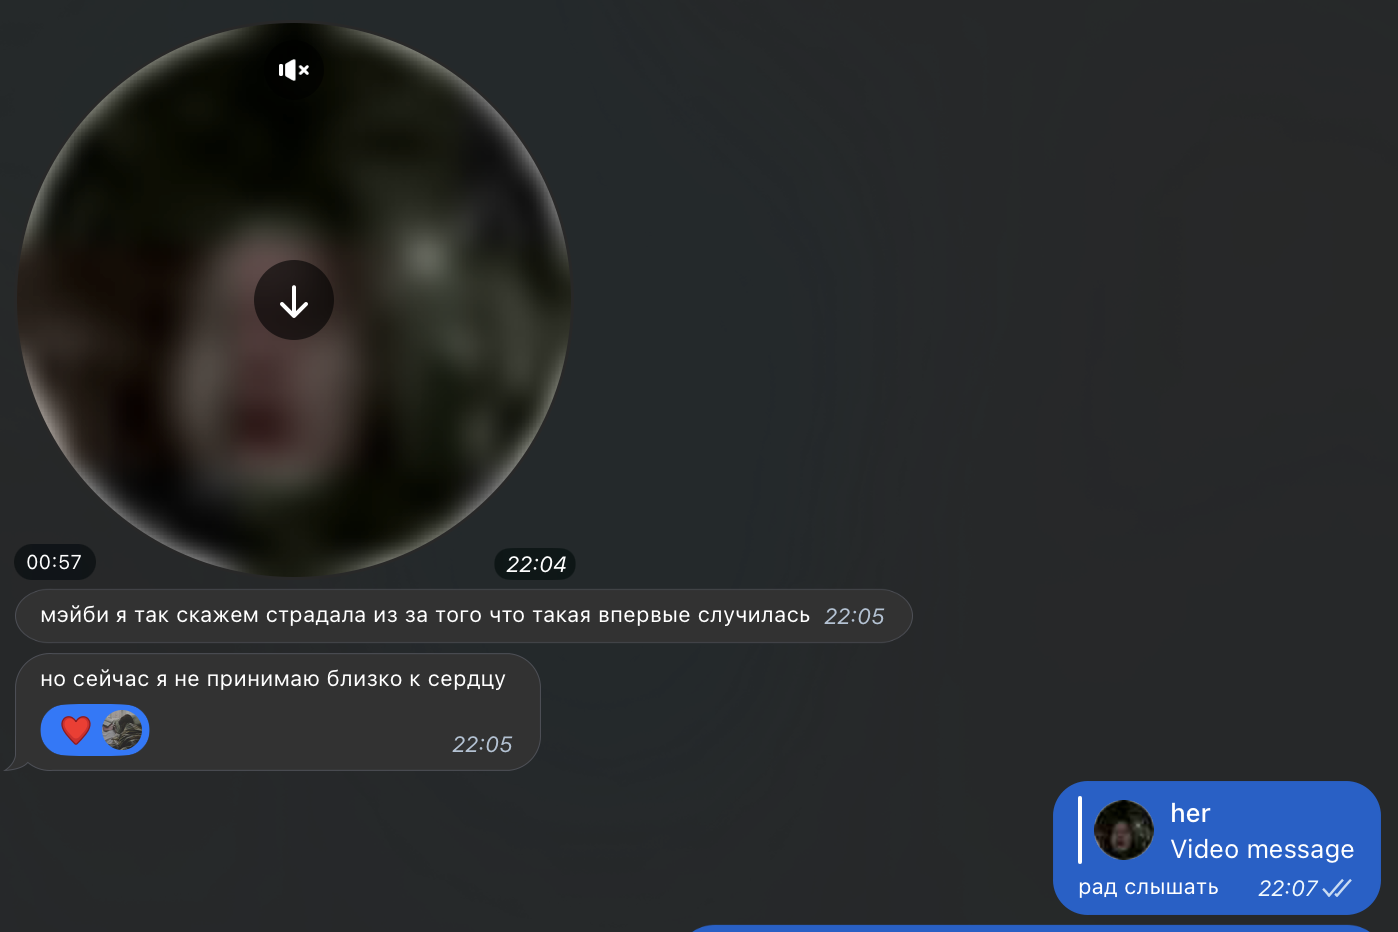 00:57
22:04
мэйби я так скажем страдала из за того что такая впервые случилась 22:05
но сейчас я не принимаю близко к сердцу
22:05
her
Video message
рад слышать 22:07